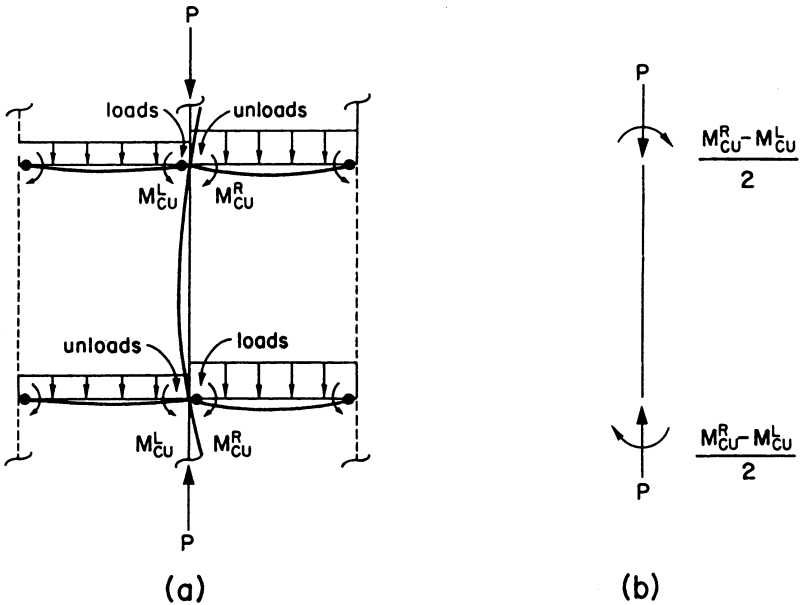 P
loads
unloads
M^L_CU
M^R_CU
unloads
loads
M^L_CU
M^R_CU
P
(a)
P
M^R_CU - M^L_CU
2
M^R_CU - M^L_CU
2
P
(b)